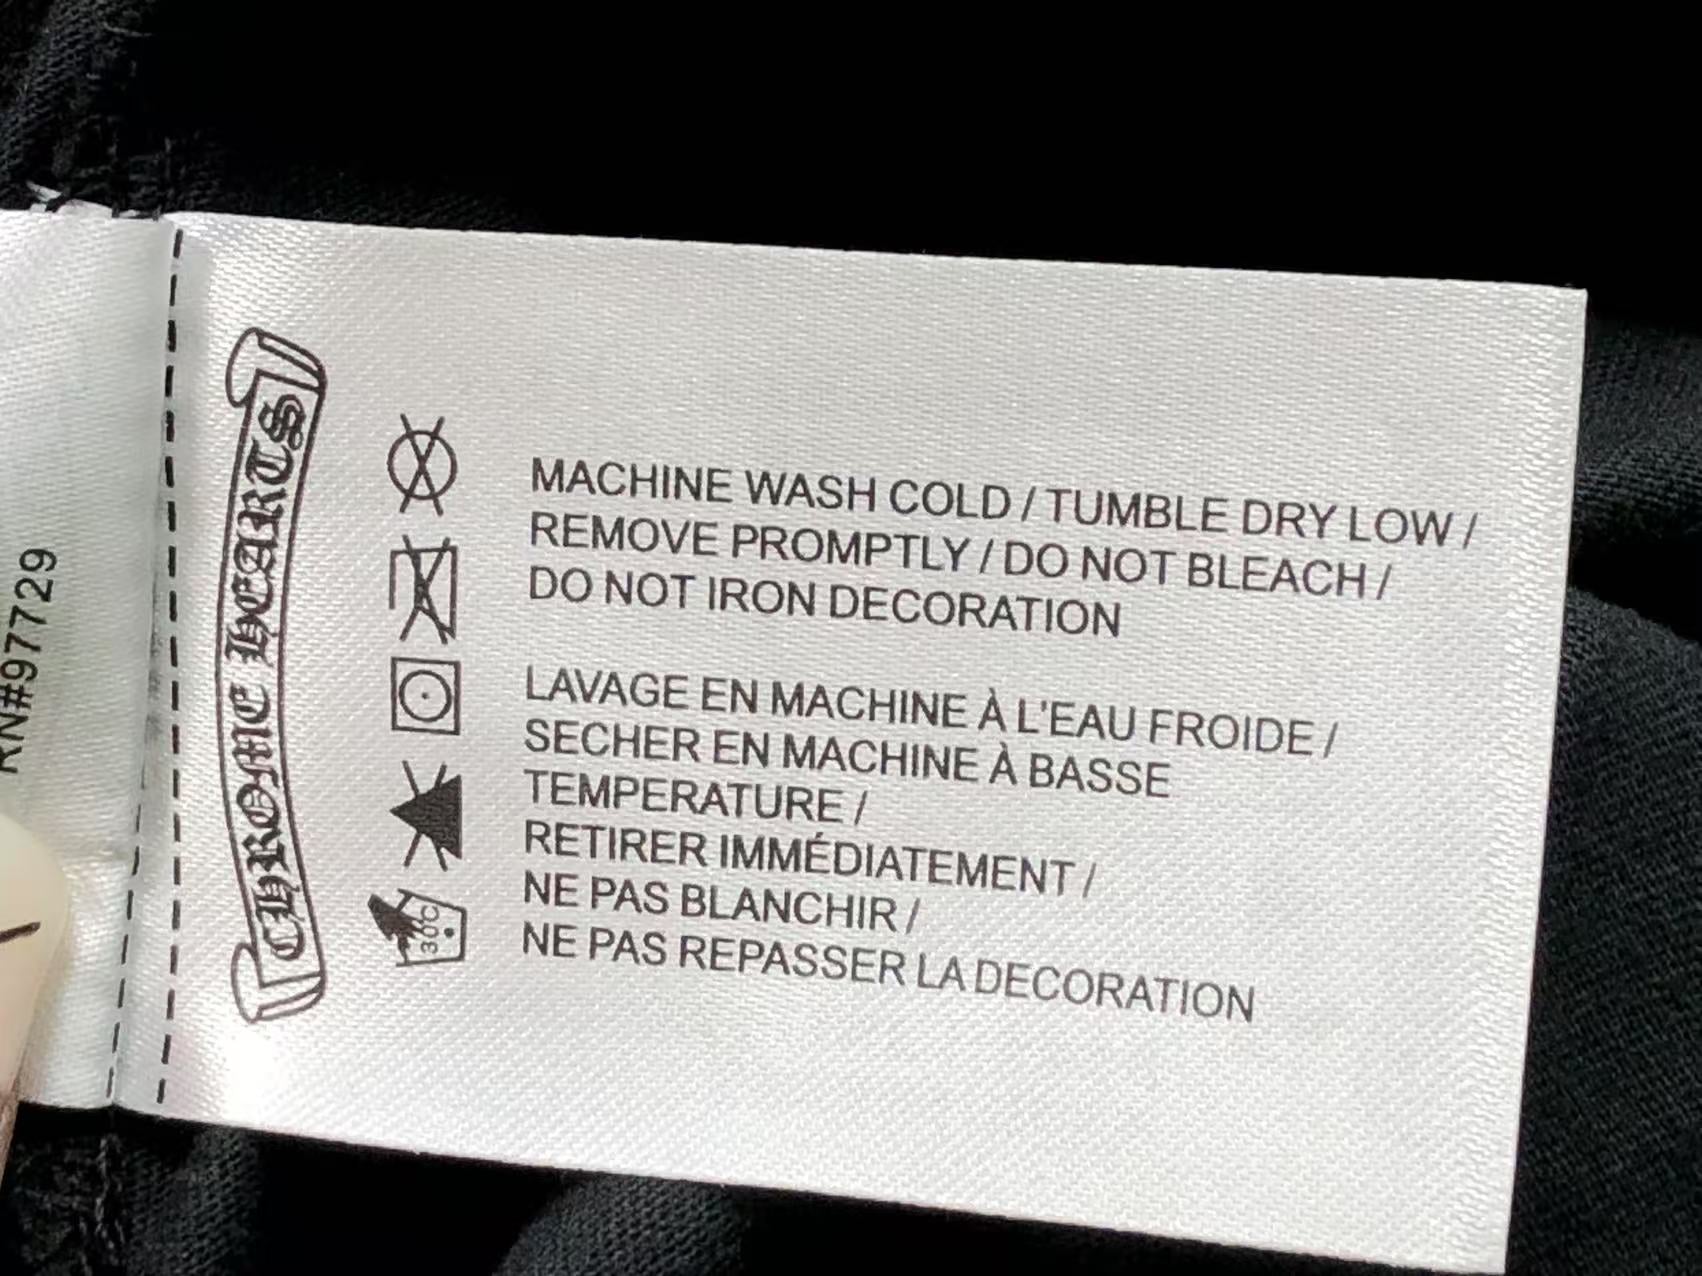 RN#97729
CHROME HEARTS
MACHINE WASH COLD / TUMBLE DRY LOW /
REMOVE PROMPTLY / DO NOT BLEACH /
DO NOT IRON DECORATION
LAVAGE EN MACHINE À L'EAU FROIDE /
SECHER EN MACHINE À BASSE
TEMPERATURE /
RETIRER IMMÉDIATEMENT /
NE PAS BLANCHIR /
NE PAS REPASSER LA DECORATION
30C